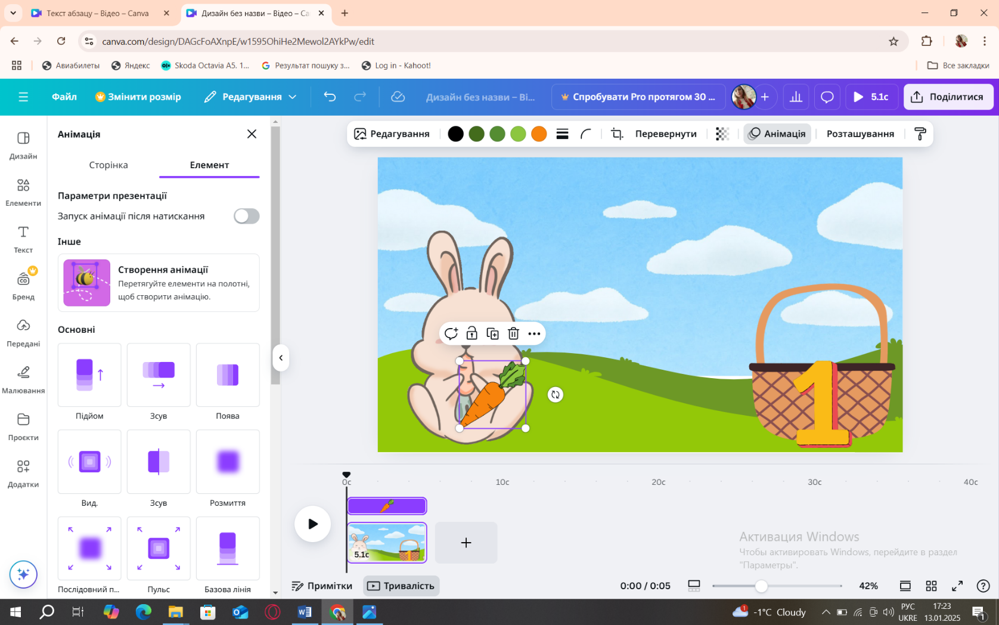 Текст абзацу – Відео – Canva
Дизайн без назви – Відео – Ca
canva.com/design/DAGcFoAXnpE/w1595OhiHe2Mewol2AYkPw/edit
Авиабилеты
Яндекс
Skoda Octavia A5. 1...
Результат пошуку з...
Log in - Kahoot!
Все закладки
Файл
Змінити розмір
Редагування
Дизайн без назви – Ві...
Спробувати Pro протягом 30 ...
5.1с
Поділитися
Дизайн
Елементи
Текст
Бренд
Передані
Малювання
Проєкти
Додатки
Анімація
Сторінка
Елемент
Параметри презентації
Запуск анімації після натискання
Інше
Створення анімації
Перетягуйте елементи на полотні,
щоб створити анімацію.
Основні
Підйом
Зсув
Поява
Вид.
Зсув
Розмиття
Послідовний п...
Пульс
Базова лінія
Редагування
Перевернути
Анімація
Розташування
1
0с
10с
20с
30с
40с
5.1с
Активация Windows
Чтобы активировать Windows, перейдите в раздел
"Параметры".
Примітки
Тривалість
0:00 / 0:05
42%
1
-1°C Cloudy
РУС
UKRE
17:23
13.01.2025
1